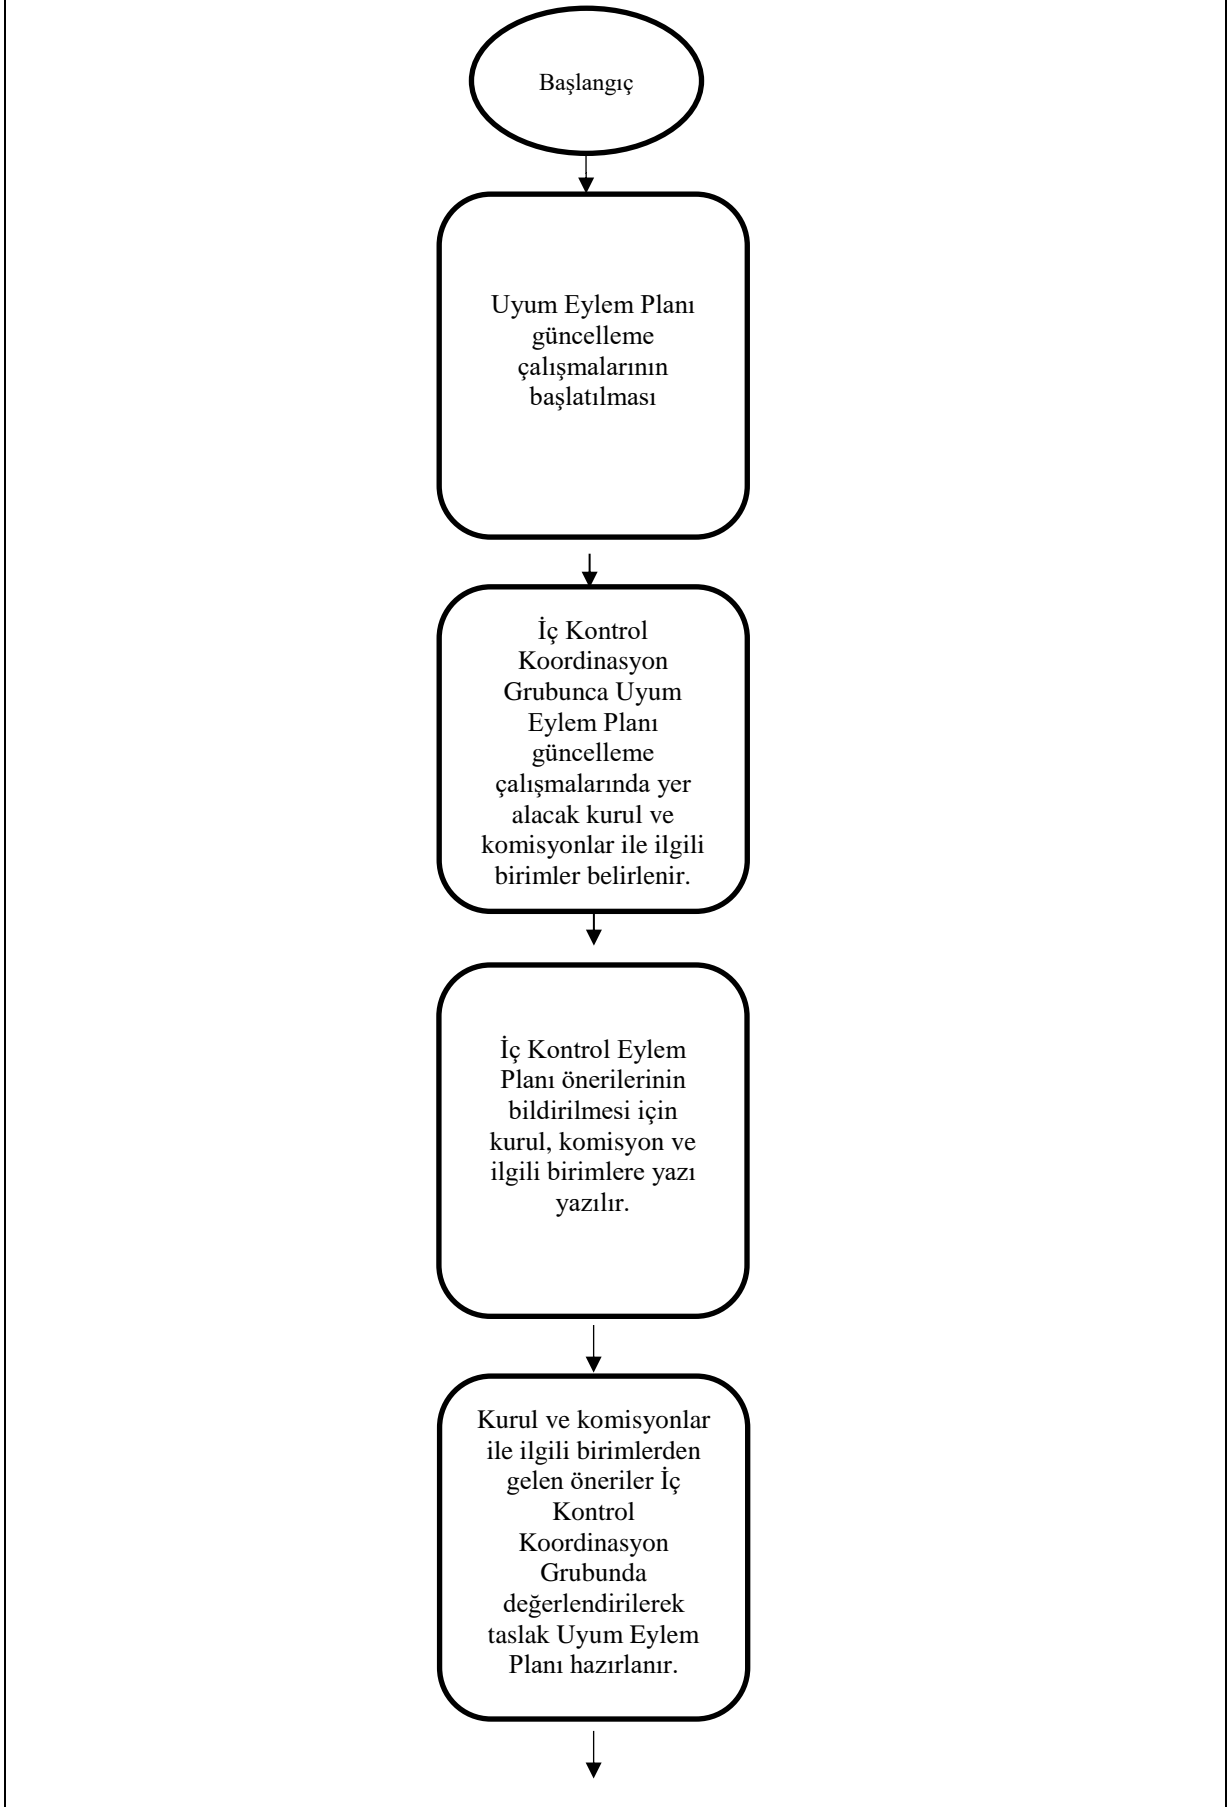 Başlangıç
Uyum Eylem Planı
güncelleme
çalışmalarının
başlatılması
İç Kontrol
Koordinasyon
Grubunca Uyum
Eylem Planı
güncelleme
çalışmalarında yer
alacak kurul ve
komisyonlar ile ilgili
birimler belirlenir.
İç Kontrol Eylem
Planı önerilerinin
bildirilmesi için
kurul, komisyon ve
ilgili birimlere yazı
yazılır.
Kurul ve komisyonlar
ile ilgili birimlerden
gelen öneriler İç
Kontrol
Koordinasyon
Grubunda
değerlendirilerek
taslak Uyum Eylem
Planı hazırlanır.